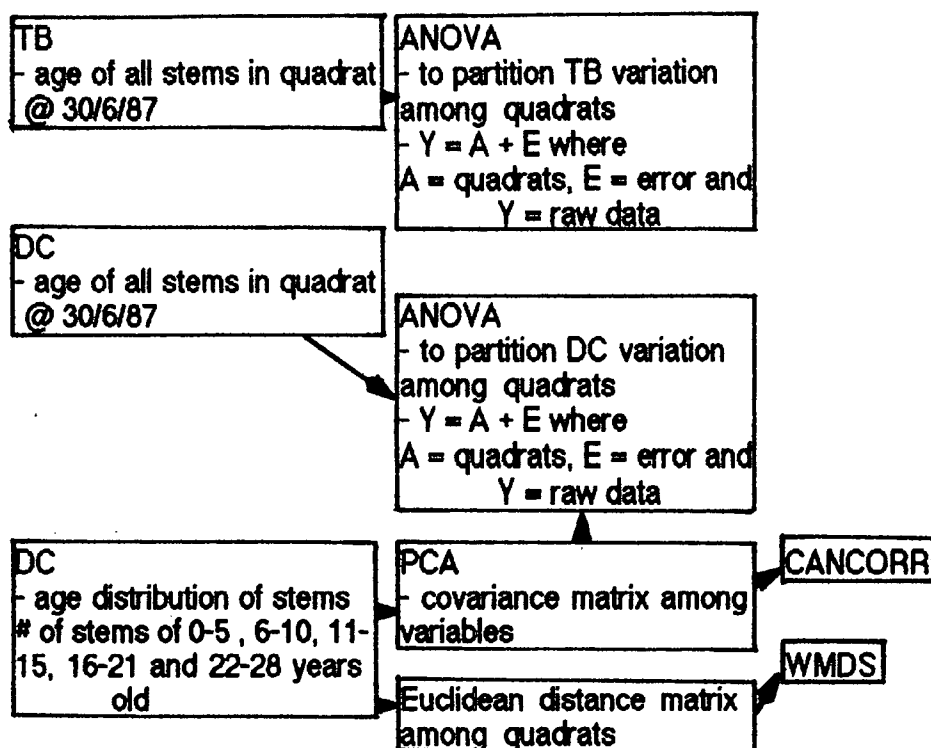 TB
- age of all stems in quadrat
@ 30/6/87
ANOVA
- to partition TB variation
among quadrats
- Y = A + E where
A = quadrats, E = error and
Y = raw data
DC
- age of all stems in quadrat
@ 30/6/87
ANOVA
- to partition DC variation
among quadrats
- Y = A + E where
A = quadrats, E = error and
Y = raw data
DC
- age distribution of stems
# of stems of 0-5 , 6-10, 11-
15, 16-21 and 22-28 years
old
PCA
- covariance matrix among
variables
CANCORR
Euclidean distance matrix
among quadrats
WMDS